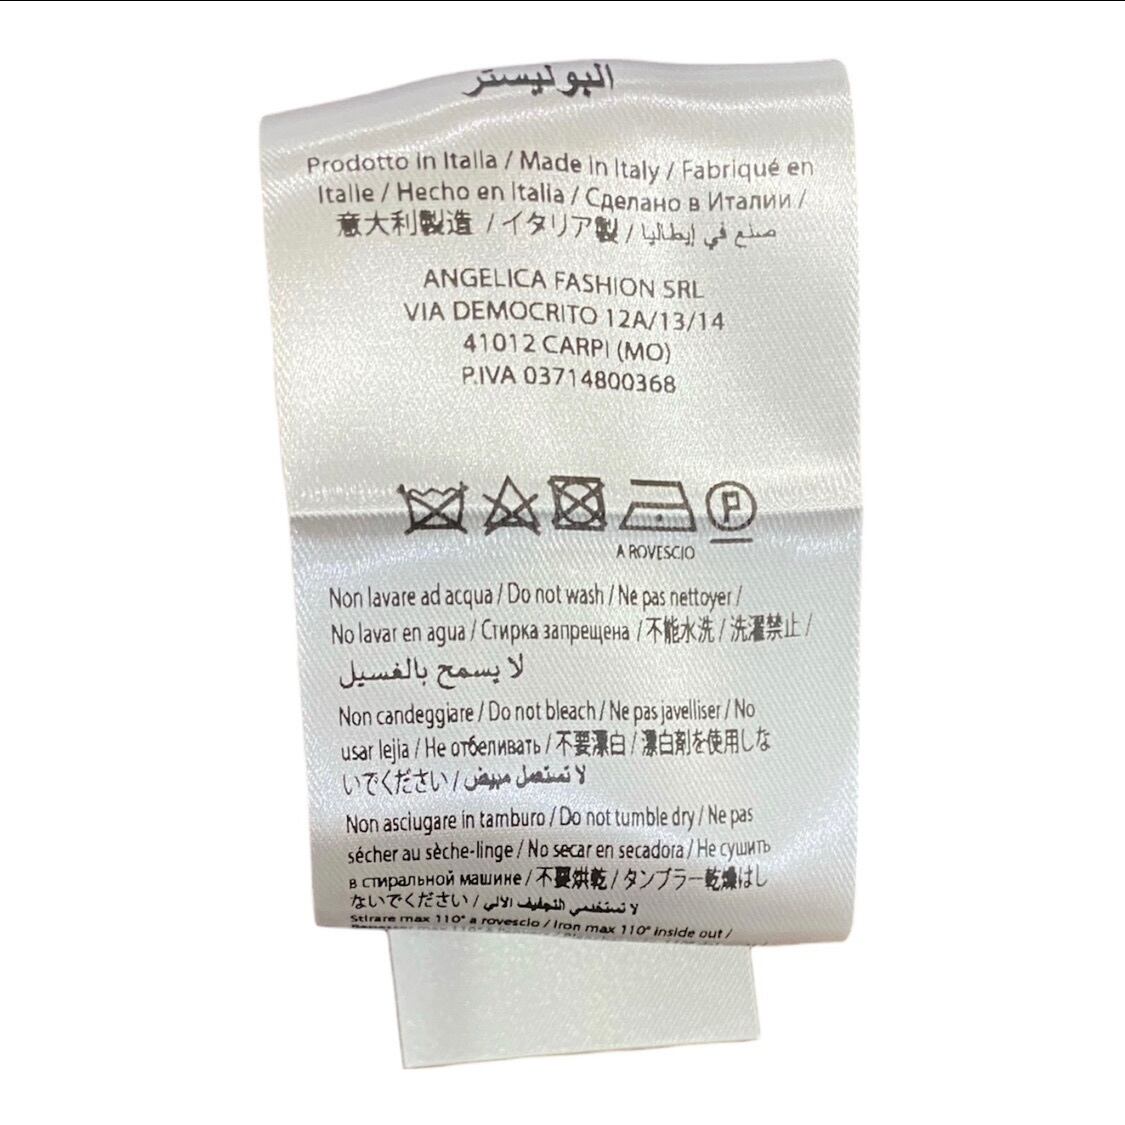 البوليستر
Prodotto in Italia / Made in Italy / Fabriqué en
Italie / Hecho en Italia / Сделано в Италии /
意大利製造 / イタリア製 / صنع في إيطاليا
ANGELICA FASHION SRL
VIA DEMOCRITO 12A/13/14
41012 CARPI (MO)
P.IVA 03714800368
P
A ROVESCIO
Non lavare ad acqua / Do not wash / Ne pas nettoyer /
No lavar en agua / Стирка запрещена / 不能水洗 / 洗濯禁止 /
لا يسمح بالغسيل
Non candeggiare / Do not bleach / Ne pas javelliser / No
usar lejia / Не отбеливать / 不要漂白 / 漂白剤を使用しな
いでください / لا تستعمل مبيض
Non asciugare in tamburo / Do not tumble dry / Ne pas
sécher au sèche-linge / No secar en secadora / Не сушить
в стиральной машине / 不要烘乾 / タンブラー乾燥はし
ないでください / لا تستخدمي التجفيف الآلي
Stirare max 110° a rovescio / Iron max 110° inside out /